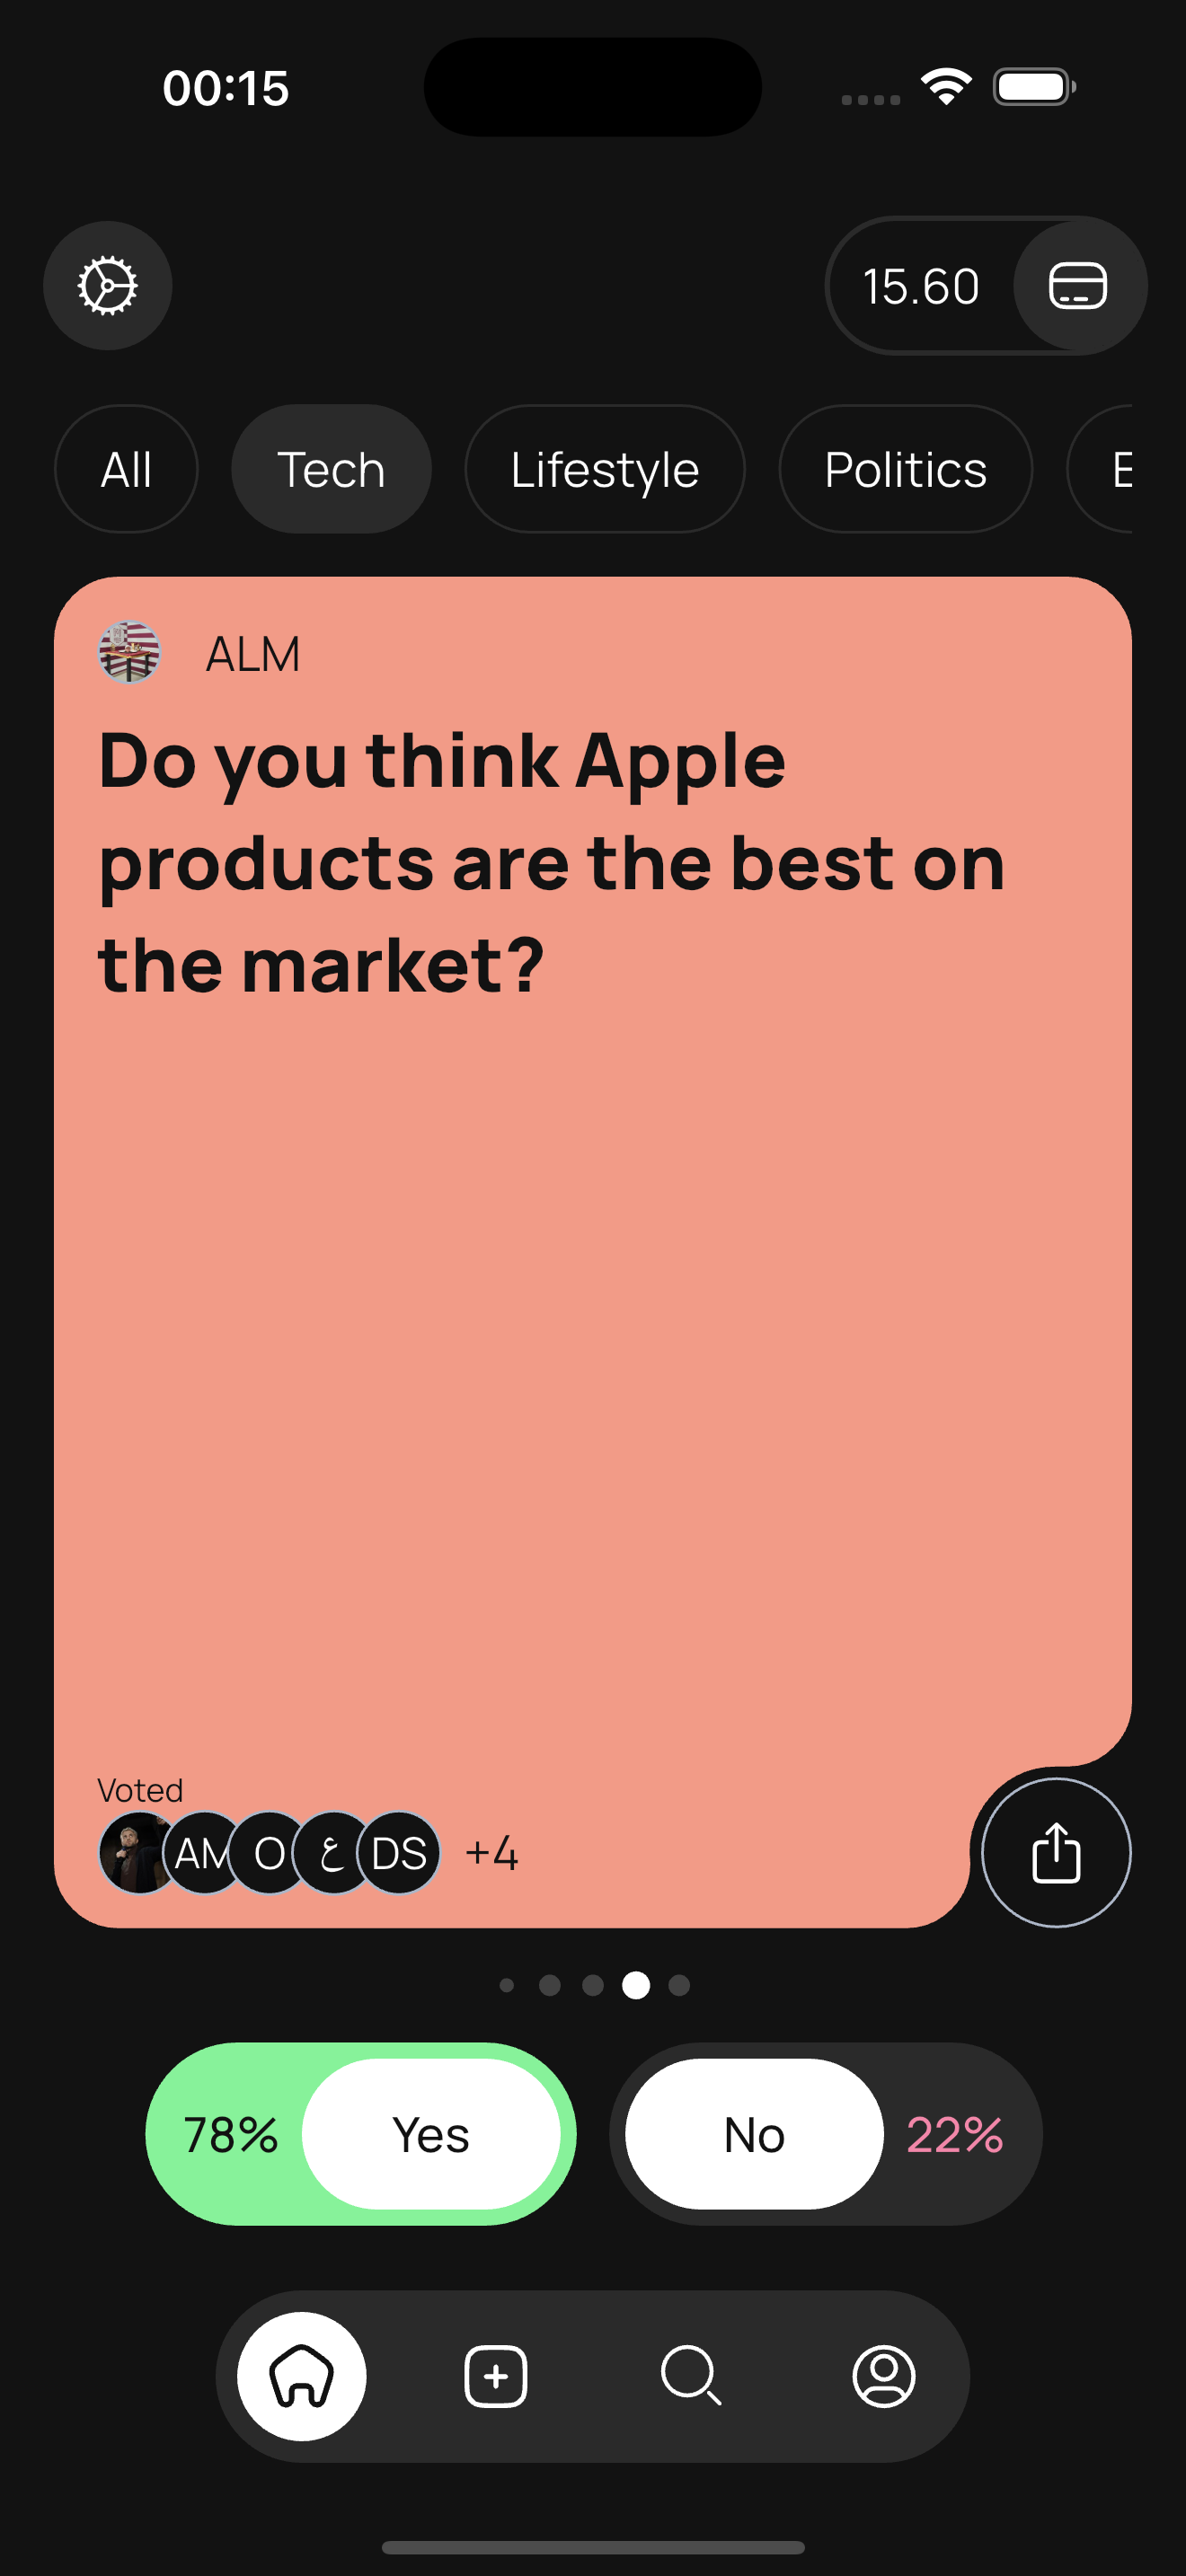 00:15
15.60
All Tech Lifestyle Politics
ALM
Do you think Apple
products are the best on
the market?
Voted
AM O ع DS +4
78% Yes No 22%